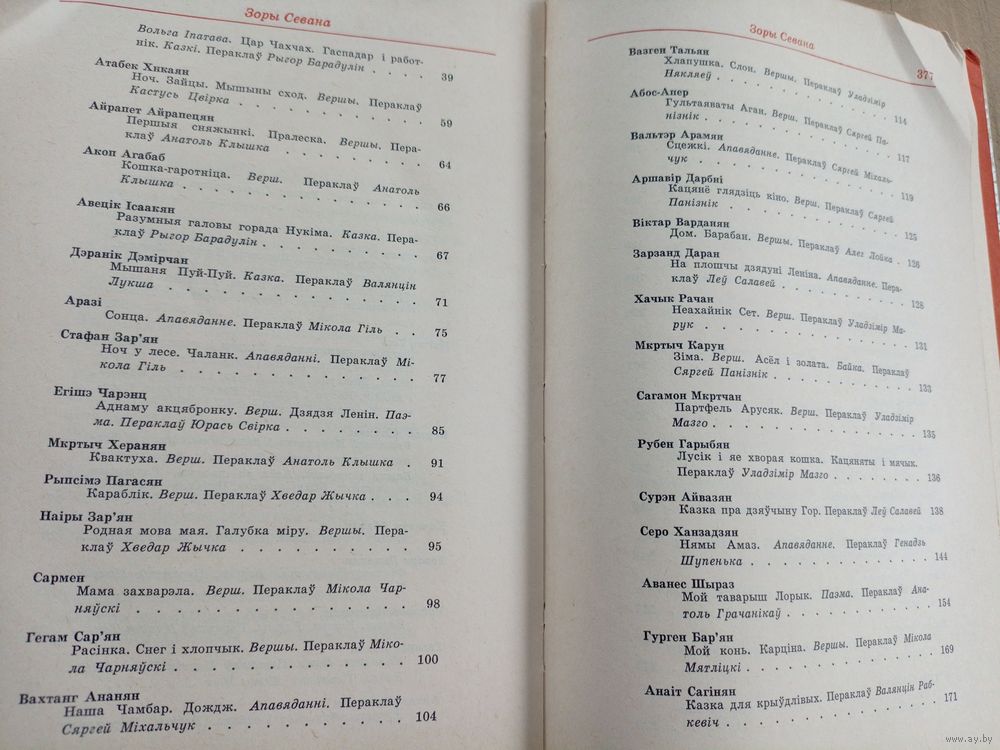 Зоры Севана
Вольга Іпатава. Цар Чахчах. Гаспадар і работ-
нік. Казкі. Пераклаў Рыгор Барадулін . . . . 39
Атабек Хнкаян
Ноч. Зайцы. Мышыны сход. Вершы. Пераклаў
Кастусь Цвірка . . . . . . . . . 59
Айрапет Айрапецян
Першыя сняжынкі. Пралеска. Вершы. Пера-
клаў Анатоль Клышка . . . . . . . 64
Акоп Агабаб
Кошка-гаротніца. Верш. Пераклаў Анатоль
Клышка . . . . . . . . . . . 66
Авецік Ісаакян
Разумныя галовы горада Нукіма. Казка. Пера-
клаў Рыгор Барадулін . . . . . . . 67
Дэранік Дэмірчан
Мышаня Пуй-Пуй. Казка. Пераклаў Валянцін
Лукша . . . . . . . . . . . 71
Аразі
Сонца. Апавяданне. Пераклаў Мікола Гіль . . 75
Стафан Зар'ян
Ноч у лесе. Чаланк. Апавяданні. Пераклаў Мі-
кола Гіль . . . . . . . . . . . 77
Егішэ Чарэнц
Аднаму акцябронку. Верш. Дзядзя Ленін. Паэ-
ма. Пераклаў Юрась Свірка . . . . . . 85
Мкртыч Херанян
Квактуха. Верш. Пераклаў Анатоль Клышка . 91
Рыпсімэ Пагасян
Караблік. Верш. Пераклаў Хведар Жычка . . . 94
Наіры Зар'ян
Родная мова мая. Галубка міру. Вершы. Пера-
клаў Хведар Жычка . . . . . . . . 95
Сармен
Мама захварэла. Верш. Пераклаў Мікола Чар-
няўскі . . . . . . . . . . . . 98
Гегам Сар'ян
Расінка. Снег і хлопчык. Вершы. Пераклаў Міко-
ла Чарняўскі . . . . . . . . . . 100
Вахтанг Ананян
Наша Чамбар. Дождж. Апавяданні. Пераклаў
Сяргей Міхальчук . . . . . . . . . 104
Зоры Севана
377
Вазген Тальян
Хлапушка. Слон. Вершы. Пераклаў Уладзімір
Някляеў . . . . . . . . . . 114
Абос-Апер
Гультаяваты Аган. Верш. Пераклаў Сяргей Па-
нізнік . . . . . . . . . . . 117
Вальтэр Арамян
Сцежкі. Апавяданне. Пераклаў Сяргей Міхаль-
чук . . . . . . . . . . . . 119
Аршавір Дарбні
Кацянё глядзіць кіно. Верш. Пераклаў Сяргей
Панізнік . . . . . . . . . . 125
Віктар Варданян
Дом. Барабан. Вершы. Пераклаў Алег Лойка . 126
Зарзанд Даран
На плошчы дзядулі Леніна. Апавяданне. Пера-
клаў Леў Салавей . . . . . . . . 128
Хачык Рачан
Неахайнік Сет. Верш. Пераклаў Уладзімір Ма-
рук . . . . . . . . . . . . 131
Мкртыч Карун
Зіма. Верш. Асёл і золата. Байка. Пераклаў
Сяргей Панізнік . . . . . . . . . 133
Сагамон Мкртчан
Партфель Арусяк. Верш. Пераклаў Уладзімір
Мазго . . . . . . . . . . . 135
Рубен Гарыбян
Лусік і яе хворая кошка. Кацяняты і мячык.
Пераклаў Уладзімір Мазго . . . . . . 136
Сурэн Айвазян
Казка пра дзяўчыну Гор. Пераклаў Леў Салавей 138
Серо Ханзадзян
Нямы Амаз. Апавяданне. Пераклаў Генадзь
Шупенька . . . . . . . . . . 144
Аванес Шыраз
Мой таварыш Лорык. Паэма. Пераклаў Ана-
толь Грачанікаў . . . . . . . . . 154
Гурген Бар'ян
Мой конь. Карціна. Вершы. Пераклаў Мікола
Мятліцкі . . . . . . . . . . . 169
Анаіт Сагінян
Казка для крыўдлівых. Пераклаў Валянцін Раб-
кевіч . . . . . . . . . . . . 171
www.ay.by